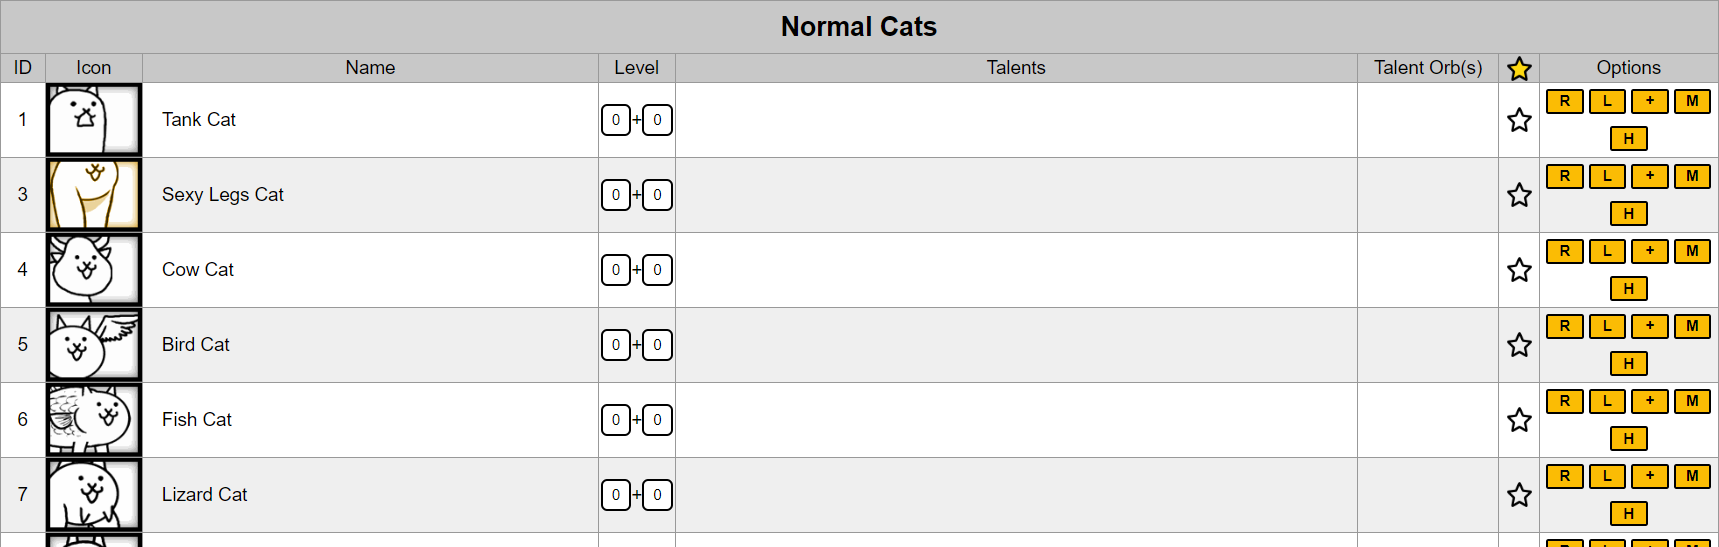 Normal Cats
ID Icon Name Level Talents Talent Orb(s) Options
1 Tank Cat 0 + 0 R L + M
H
3 Sexy Legs Cat 0 + 0 R L + M
H
4 Cow Cat 0 + 0 R L + M
H
5 Bird Cat 0 + 0 R L + M
H
6 Fish Cat 0 + 0 R L + M
H
7 Lizard Cat 0 + 0 R L + M
H